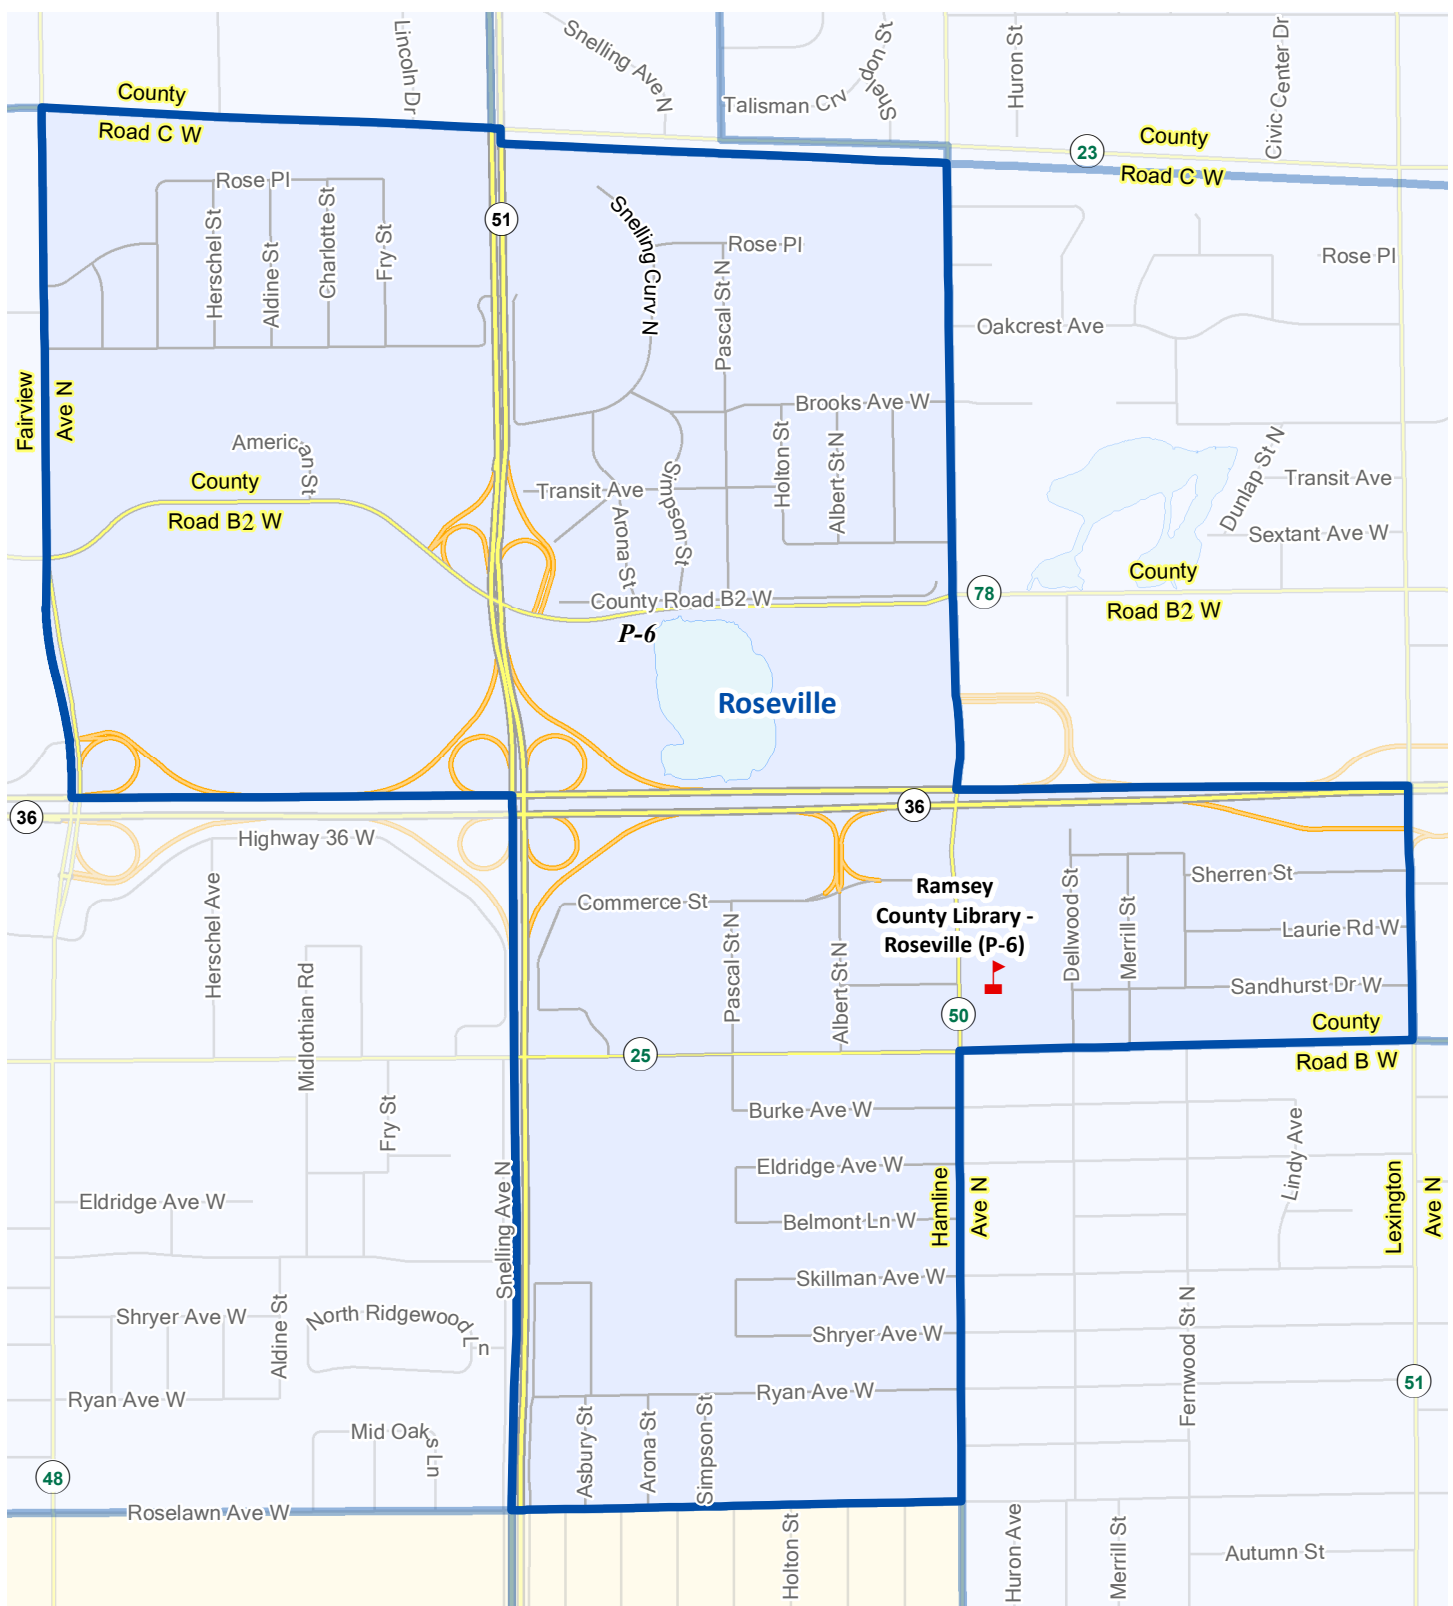 Lincoln Dr
Snelling Ave N
Talisman Crv
Sheldon St
Huron St
Civic Center Dr
County
Road C W
23
County
Road C W
Rose Pl
Herschel St
Aldine St
Charlotte St
Fry St
51
Snelling Curv N
Rose Pl
Pascal St N
Rose Pl
Oakcrest Ave
Fairview
Ave N
Brooks Ave W
American St
County
Road B2 W
Transit Ave
Arona St
Simpson St
Holton St
Albert St N
Dunlap St N
Transit Ave
Sextant Ave W
County Road B2 W
78
County
Road B2 W
P-6
Roseville
36
36
Highway 36 W
Herschel Ave
Midlothian Rd
Commerce St
Pascal St N
Albert St N
Ramsey
County Library -
Roseville (P-6)
Dellwood St
Merrill St
Sherren St
Laurie Rd W
Sandhurst Dr W
50
25
County
Road B W
Fry St
Burke Ave W
Eldridge Ave W
Belmont Ln W
Hamline
Ave N
Lindy Ave
Lexington
Ave N
Eldridge Ave W
Snelling Ave N
Skillman Ave W
Shryer Ave W
Shryer Ave W
Aldine St
North Ridgewood Ln
Ryan Ave W
Ryan Ave W
Fernwood St N
51
Mid Oaks Ln
Asbury St
Arona St
Simpson St
48
Roselawn Ave W
Holton St
Huron Ave
Merrill St
Autumn St